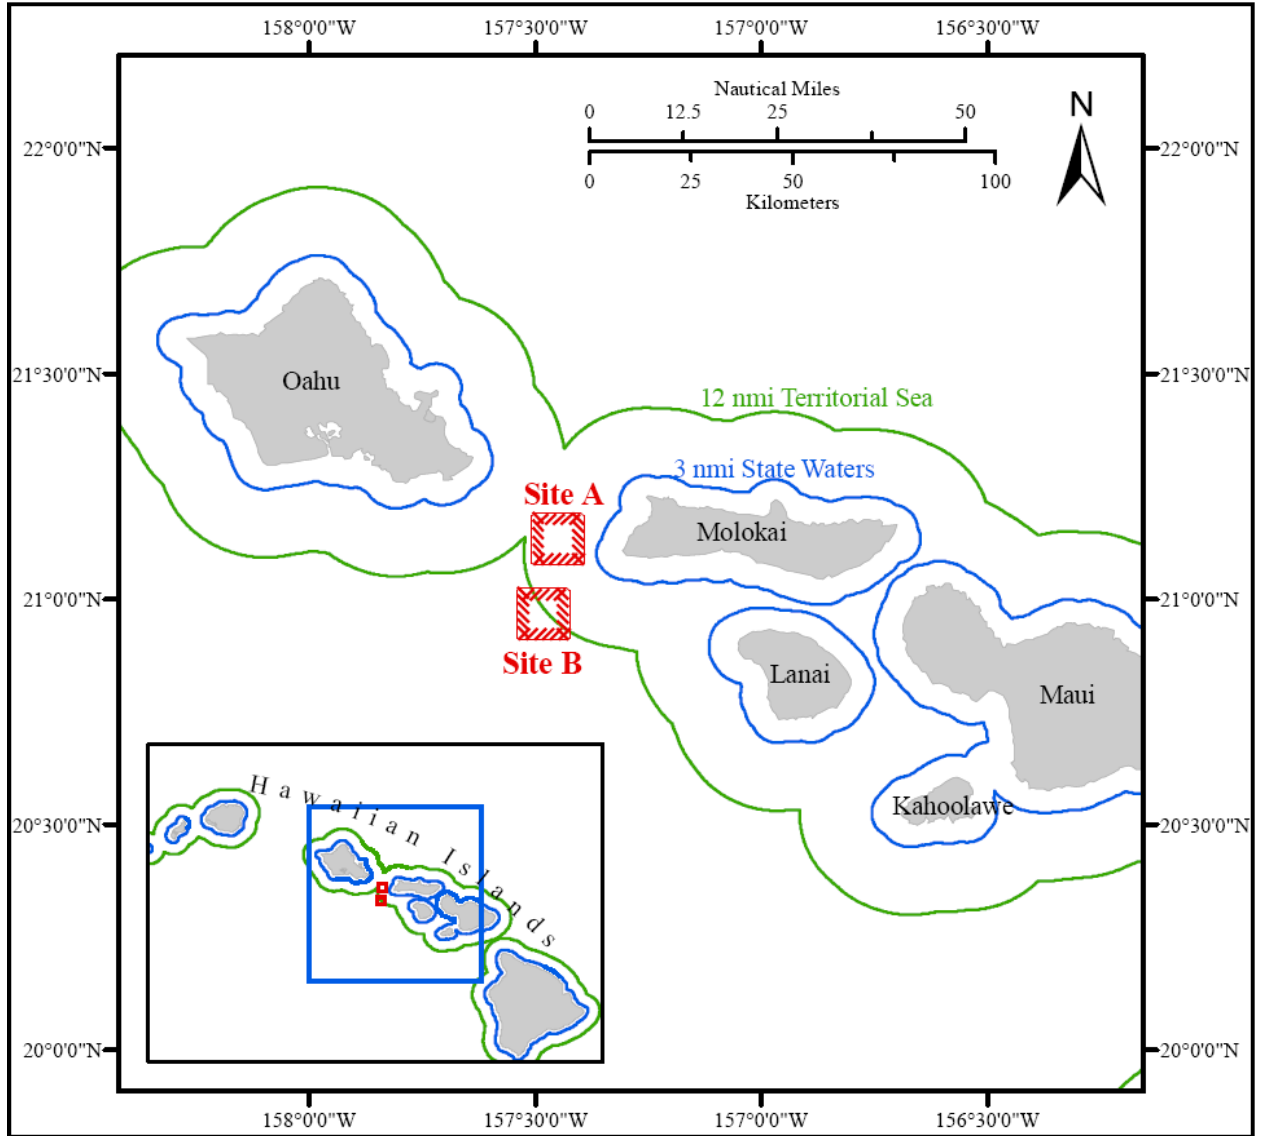 158°0'0"W 157°30'0"W 157°0'0"W 156°30'0"W
Nautical Miles
0 12.5 25 50
N
22°0'0"N 22°0'0"N
0 25 50 100
Kilometers
21°30'0"N 21°30'0"N
Oahu
12 nmi Territorial Sea
3 nmi State Waters
Site A
Molokai
21°0'0"N 21°0'0"N
Site B
Lanai
Maui
Hawaiian Islands
Kahoolawe
20°30'0"N 20°30'0"N
20°0'0"N 20°0'0"N
158°0'0"W 157°30'0"W 157°0'0"W 156°30'0"W